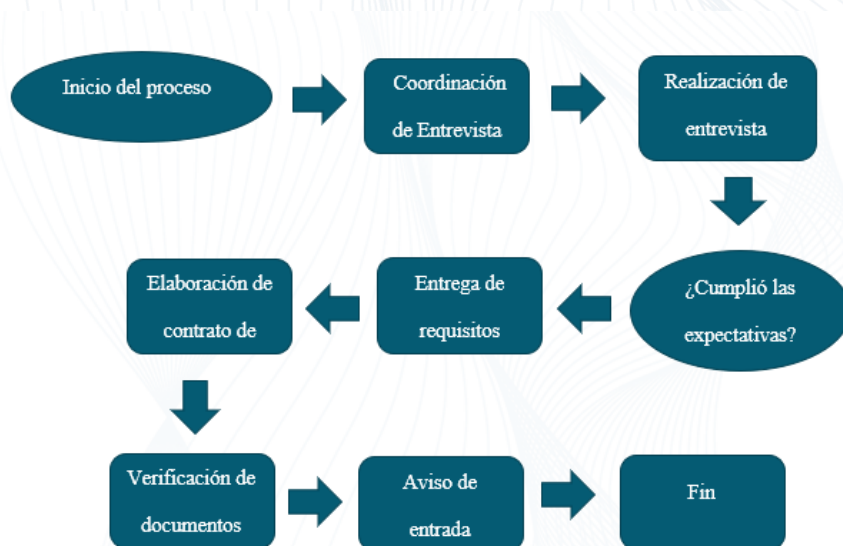 Inicio del proceso
Coordinación
de Entrevista
Realización de
entrevista
¿Cumplió las
expectativas?
Entrega de
requisitos
Elaboración de
contrato de
Verificación de
documentos
Aviso de
entrada
Fin